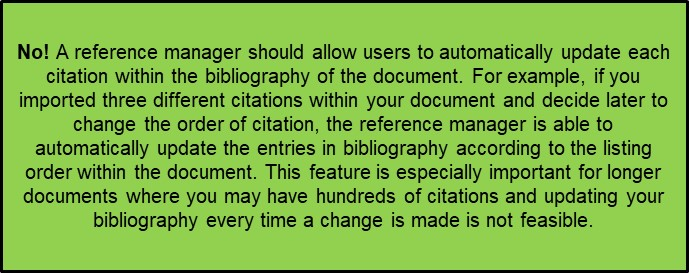 No! A reference manager should allow users to automatically update each
citation within the bibliography of the document. For example, if you
imported three different citations within your document and decide later to
change the order of citation, the reference manager is able to
automatically update the entries in bibliography according to the listing
order within the document. This feature is especially important for longer
documents where you may have hundreds of citations and updating your
bibliography every time a change is made is not feasible.